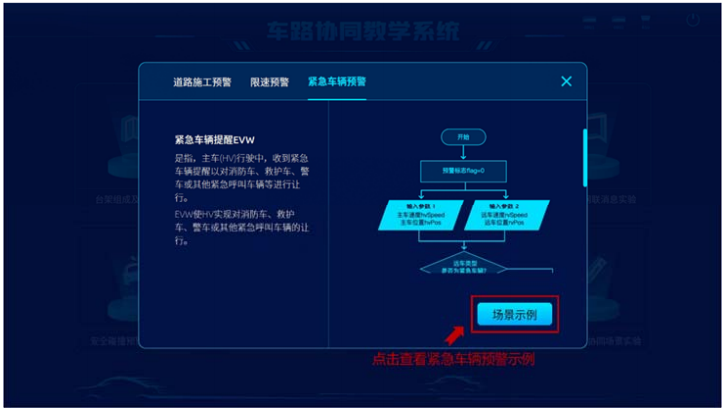 车路协同教学系统
道路施工预警 限速预警 紧急车辆预警
紧急车辆提醒EVW
是指，主车(HV)行驶中，收到紧急
车辆提醒以对消防车、救护车、警
车或其他紧急呼叫车辆等进行让
行。
EVW使HV实现对消防车、救护
车、警车或其他紧急呼叫车辆的让
行。
开始
预警标志flag=0
输入参数 1
主车速度hvSpeed
主车位置hvPos
输入参数 2
远车速度rvSpeed
远车位置hvPos
远车类型
是否为紧急车辆?
场景示例
点击查看紧急车辆预警示例